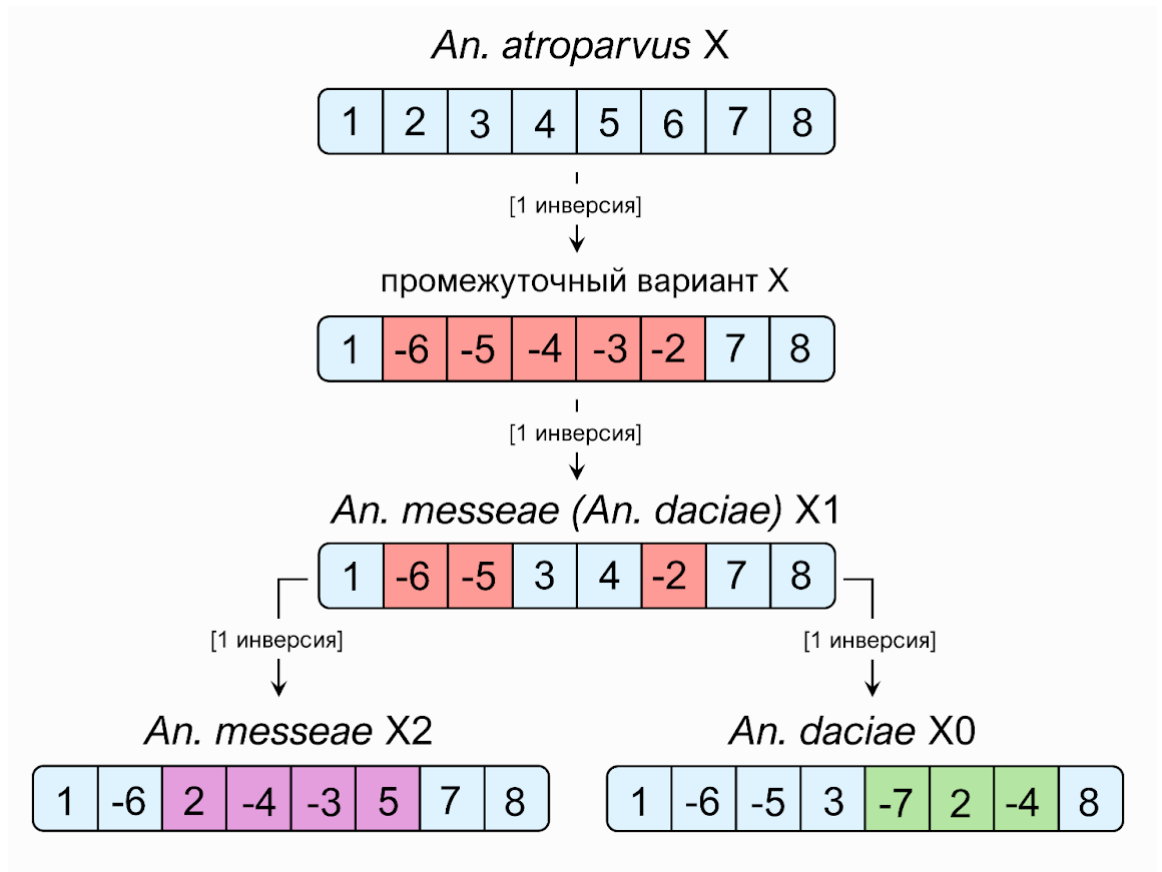 An. atroparvus X
1 2 3 4 5 6 7 8
[1 инверсия]
промежуточный вариант X
1 -6 -5 -4 -3 -2 7 8
[1 инверсия]
An. messeae (An. daciae) X1
1 -6 -5 3 4 -2 7 8
[1 инверсия] [1 инверсия]
An. messeae X2 An. daciae X0
1 -6 2 -4 -3 5 7 8 1 -6 -5 3 -7 2 -4 8